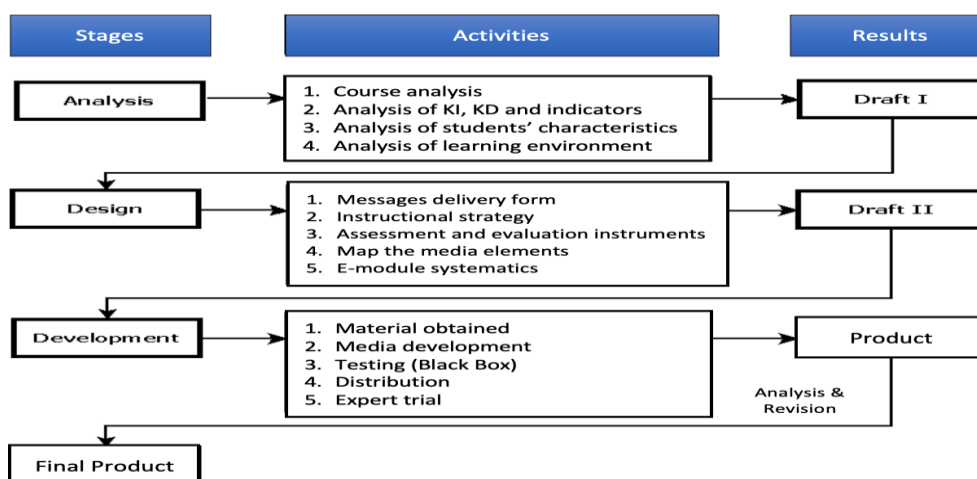 Stages
Activities
Results
Analysis
1. Course analysis
2. Analysis of KI, KD and indicators
3. Analysis of students’ characteristics
4. Analysis of learning environment
Draft I
Design
1. Messages delivery form
2. Instructional strategy
3. Assessment and evaluation instruments
4. Map the media elements
5. E-module systematics
Draft II
Development
1. Material obtained
2. Media development
3. Testing (Black Box)
4. Distribution
5. Expert trial
Product
Analysis &
Revision
Final Product